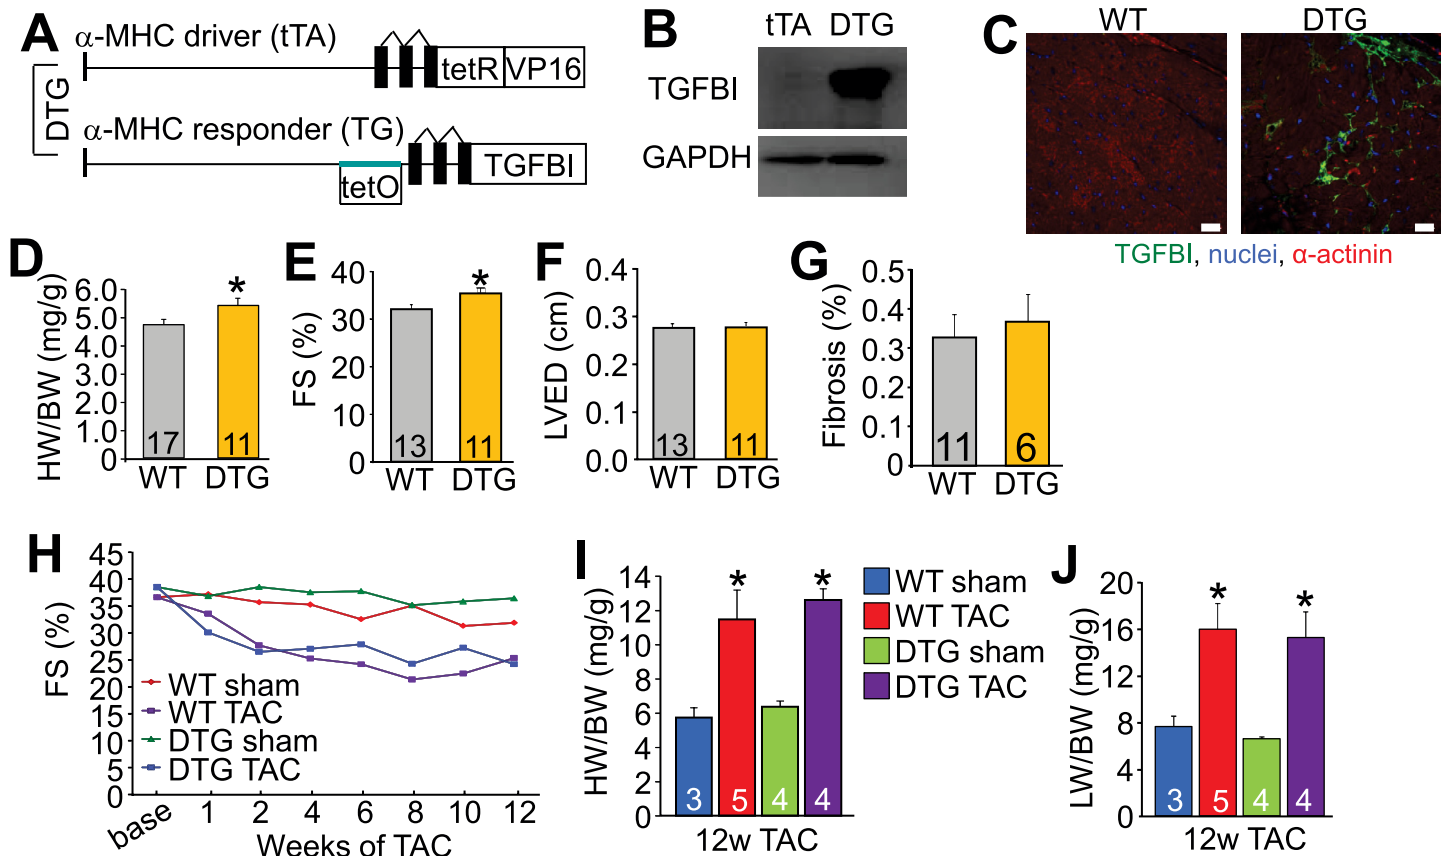 A
α-MHC driver (tTA)
tetR VP16
DTG
α-MHC responder (TG)
tetO
TGFBI
B
tTA DTG
TGFBI
GAPDH
C
WT DTG
TGFBI, nuclei, α-actinin
D
HW/BW (mg/g)
6.0
5.0
4.0
3.0
2.0
1.0
0
*
17 11
WT DTG
E
FS (%)
40
30
20
10
0
*
13 11
WT DTG
F
LVED (cm)
0.4
0.3
0.2
0.1
0.0
13 11
WT DTG
G
Fibrosis (%)
0.5
0.4
0.3
0.2
0.1
0
11 6
WT DTG
H
FS (%)
45
40
35
30
25
20
15
10
5
0
WT sham
WT TAC
DTG sham
DTG TAC
base 1 2 4 6 8 10 12
Weeks of TAC
I
HW/BW (mg/g)
14
12
10
8
6
4
2
0
* *
3 5 4 4
12w TAC
WT sham
WT TAC
DTG sham
DTG TAC
J
LW/BW (mg/g)
20
16
12
8
4
0
* *
3 5 4 4
12w TAC